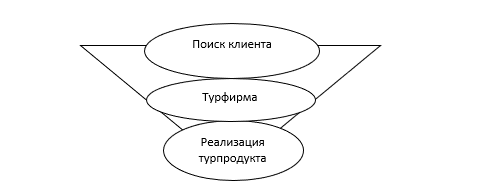 Поиск клиента
Турфирма
Реализация
турпродукта